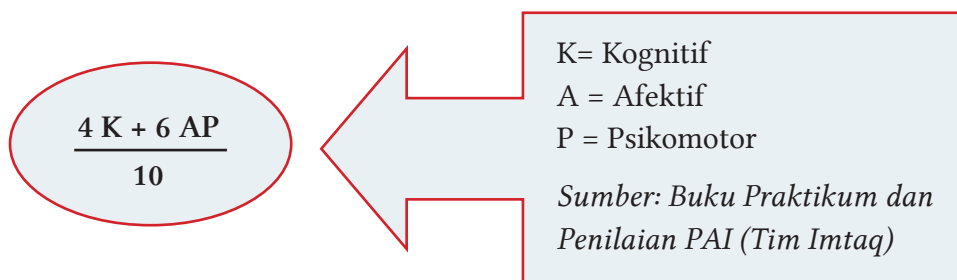 4 K + 6 AP
10
K= Kognitif
A = Afektif
P = Psikomotor
Sumber: Buku Praktikum dan
Penilaian PAI (Tim Imtaq)